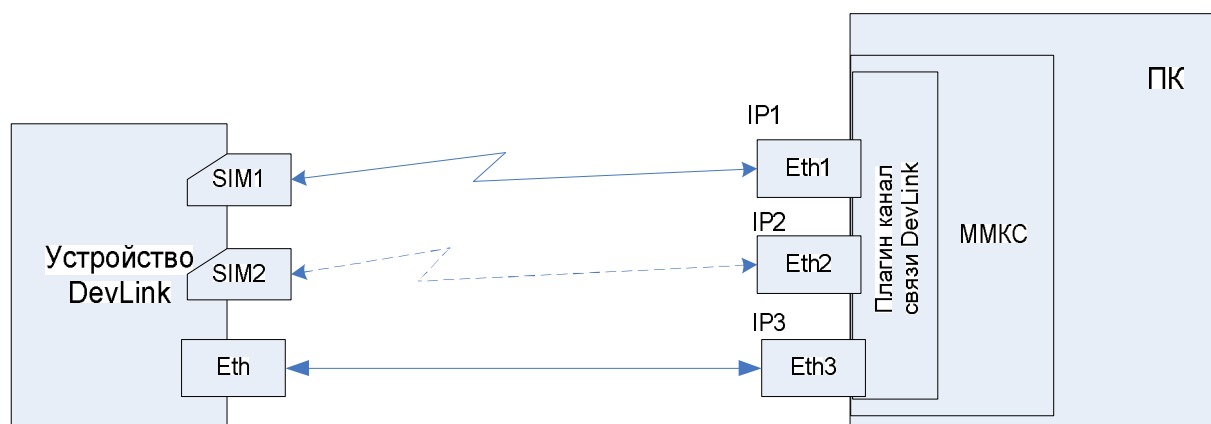 ПК
IP1
SIM1
Eth1
IP2
Устройство
DevLink
SIM2
Eth2
Плагин канал
связи DevLink
ММКС
IP3
Eth
Eth3